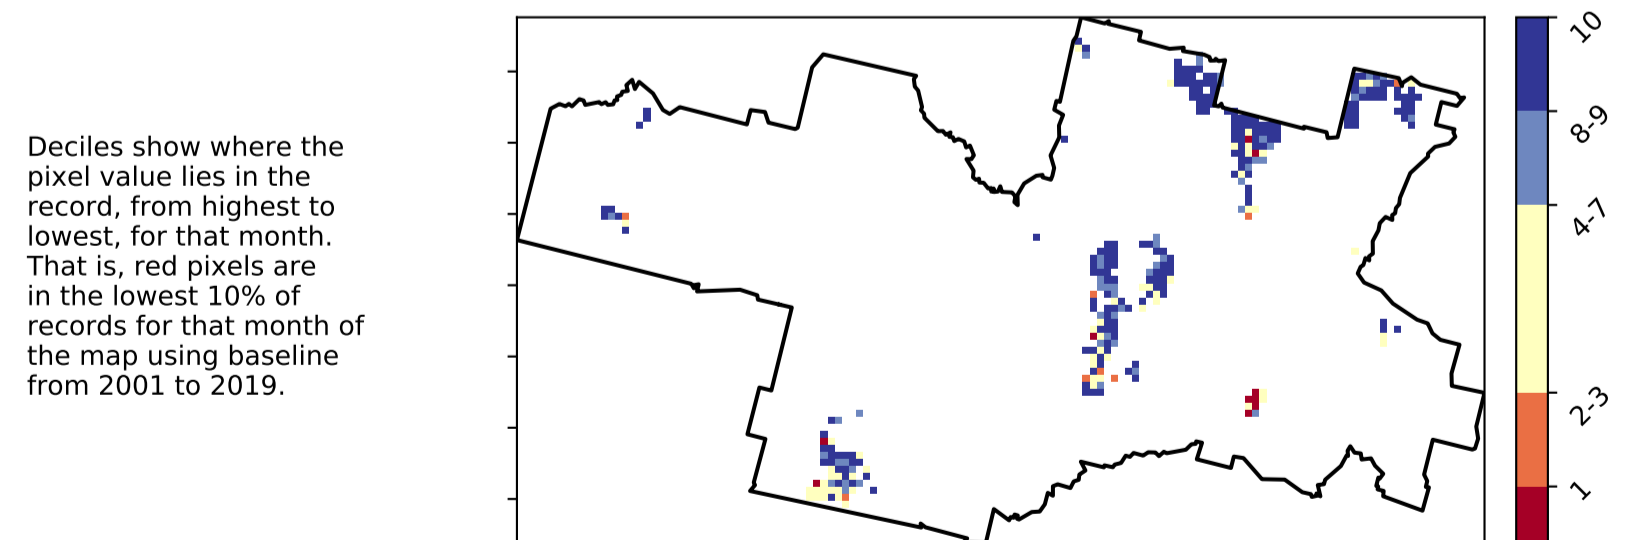 Deciles show where the
pixel value lies in the
record, from highest to
lowest, for that month.
That is, red pixels are
in the lowest 10% of
records for that month of
the map using baseline
from 2001 to 2019.
10
8-9
4-7
2-3
1